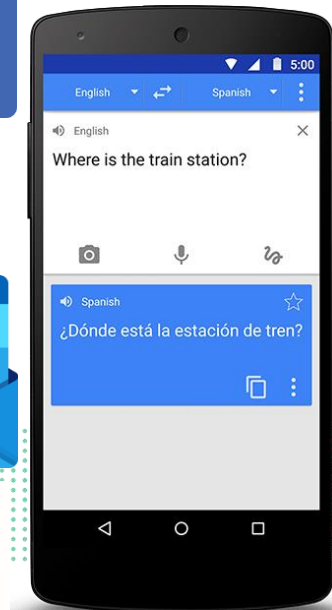 5:00
English Spanish
English
Where is the train station?
Spanish
¿Dónde está la estación de tren?